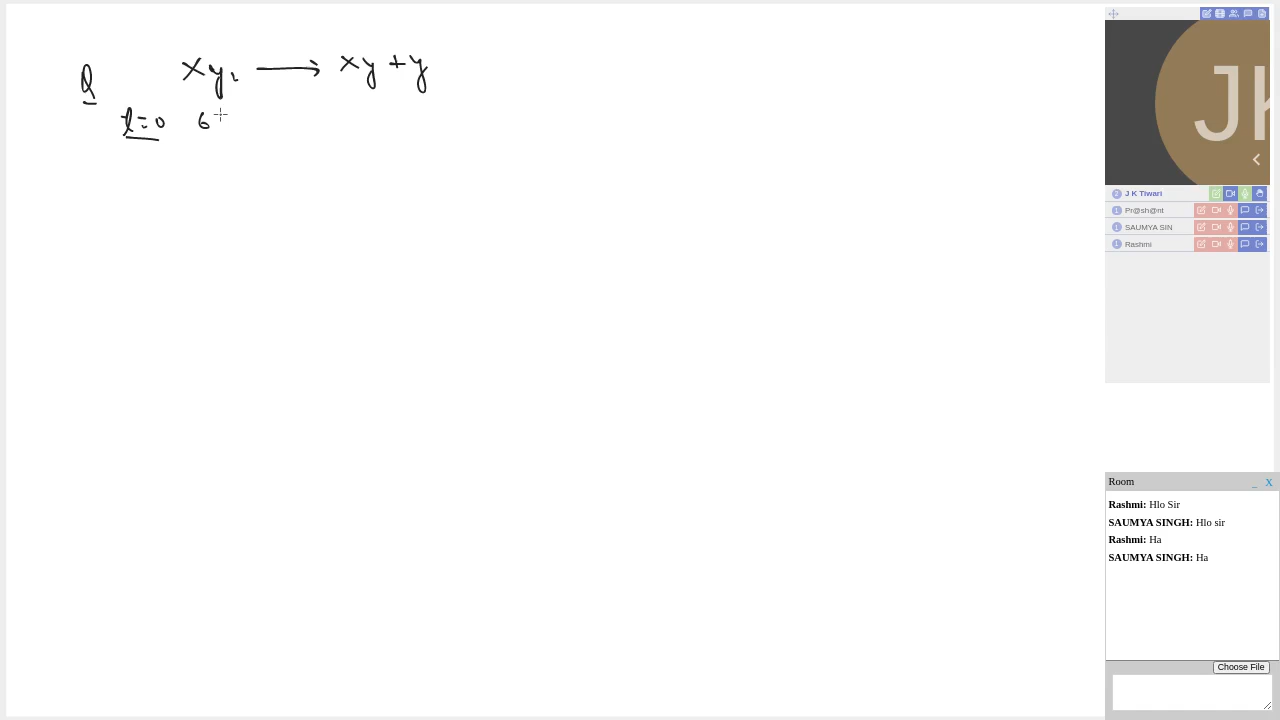 Q xy₂ ⟶ xy + y
t=0 6
JK
J K Tiwari
Pr@sh@nt
SAUMYA SIN
Rashmi
Room _ X
Rashmi: Hlo Sir
SAUMYA SINGH: Hlo sir
Rashmi: Ha
SAUMYA SINGH: Ha
Choose File